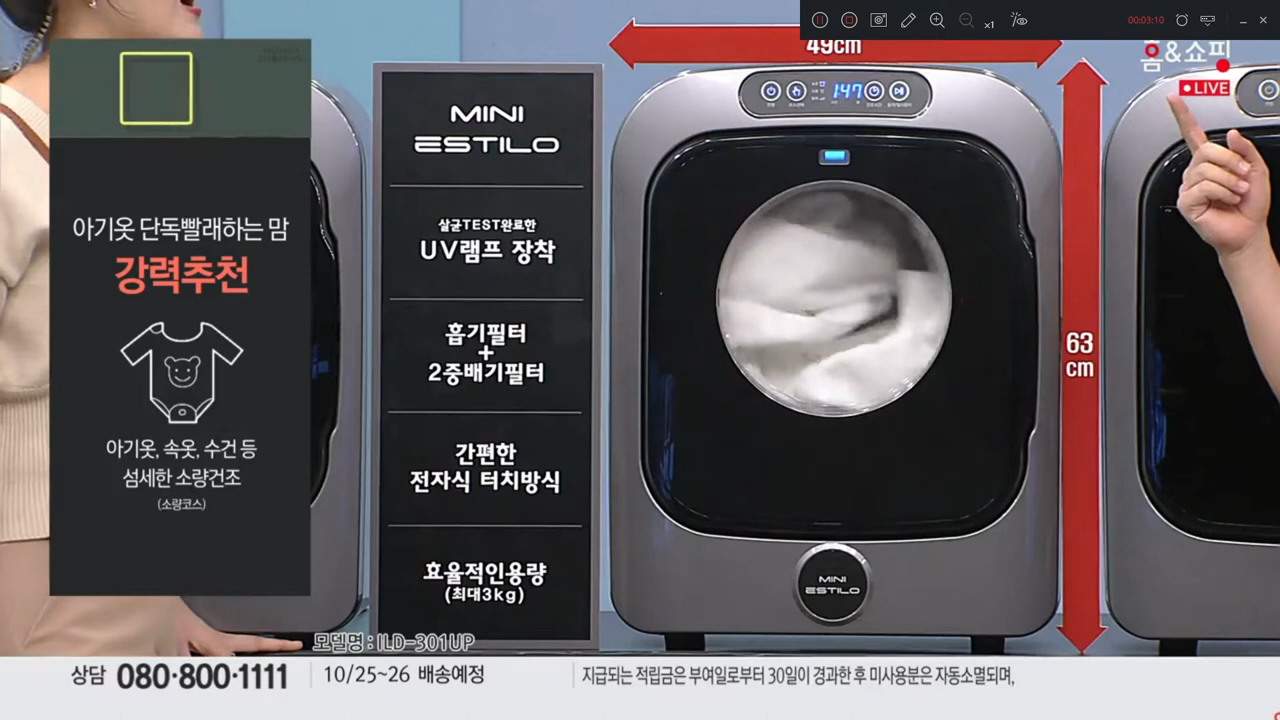 x1
00:03:10
49cm
홈&쇼핑
LIVE
147
MINI
ESTILO
살균TEST완료한
UV램프 장착
흡기필터
+
2중배기필터
간편한
전자식 터치방식
효율적인용량
(최대3kg)
아기옷 단독빨래하는 맘
강력추천
아기옷, 속옷, 수건 등
섬세한 소량건조
(소량코스)
63
cm
MINI
ESTILO
모델명 : ILD-301UP
상담 080·800·1111
10/25~26 배송예정
지급되는 적립금은 부여일로부터 30일이 경과한 후 미사용분은 자동소멸되며,